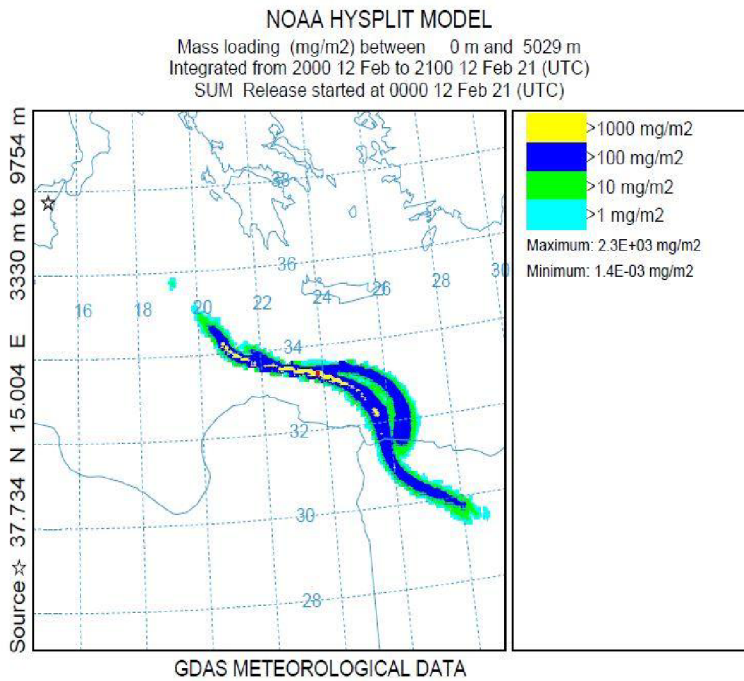 NOAA HYSPLIT MODEL
Mass loading (mg/m2) between 0 m and 5029 m
Integrated from 2000 12 Feb to 2100 12 Feb 21 (UTC)
SUM Release started at 0000 12 Feb 21 (UTC)
Source ☆ 37.734 N 15.004 E 3330 m to 9754 m
38
36
30
16
18
20
22
24
26
34
32
30
28
>1000 mg/m2
>100 mg/m2
>10 mg/m2
>1 mg/m2
Maximum: 2.3E+03 mg/m2
Minimum: 1.4E-03 mg/m2
GDAS METEOROLOGICAL DATA